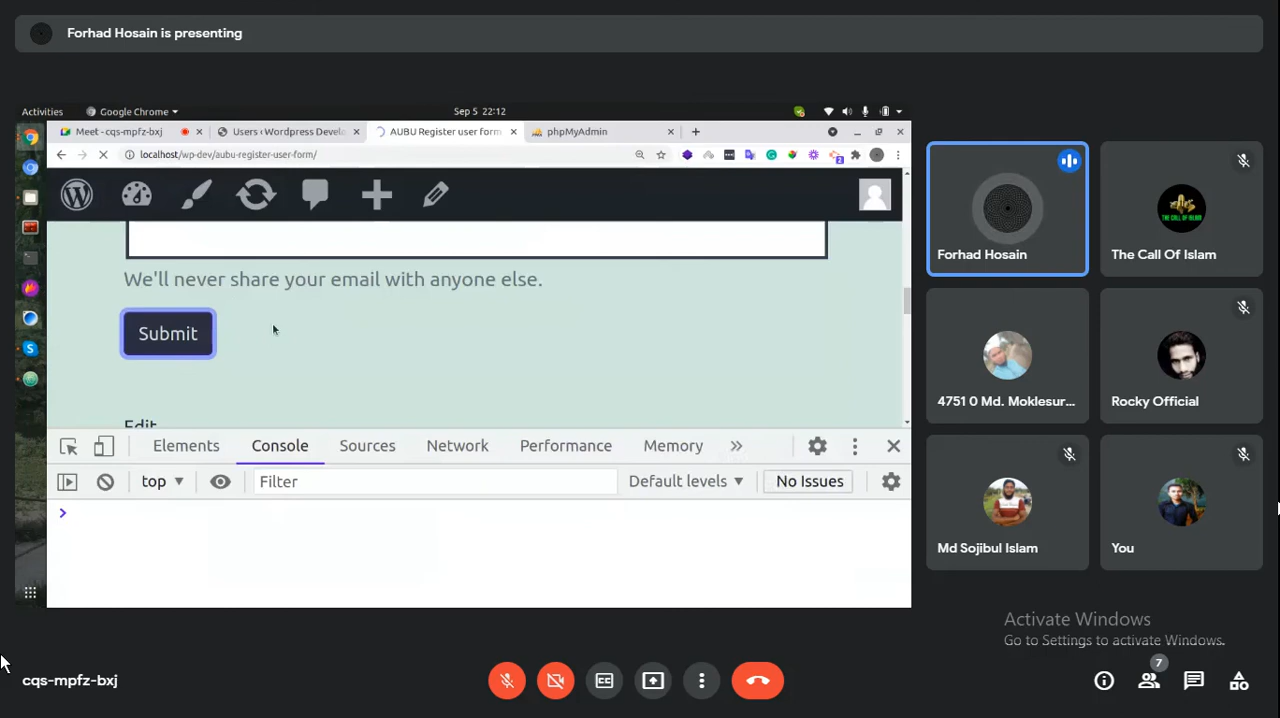 Forhad Hosain is presenting
Activities
Google Chrome
Sep 5 22:12
Meet - cqs-mpfz-bxj
Users ‹ Wordpress Develo
AUBU Register user form
phpMyAdmin
localhost/wp-dev/aubu-register-user-form/
We'll never share your email with anyone else.
Submit
Edit
Elements
Console
Sources
Network
Performance
Memory
top
Filter
Default levels
No Issues
Forhad Hosain
THE CALL OF ISLAM
The Call Of Islam
4751 0 Md. Moklesur...
Rocky Official
Md Sojibul Islam
You
Activate Windows
Go to Settings to activate Windows.
cqs-mpfz-bxj
7